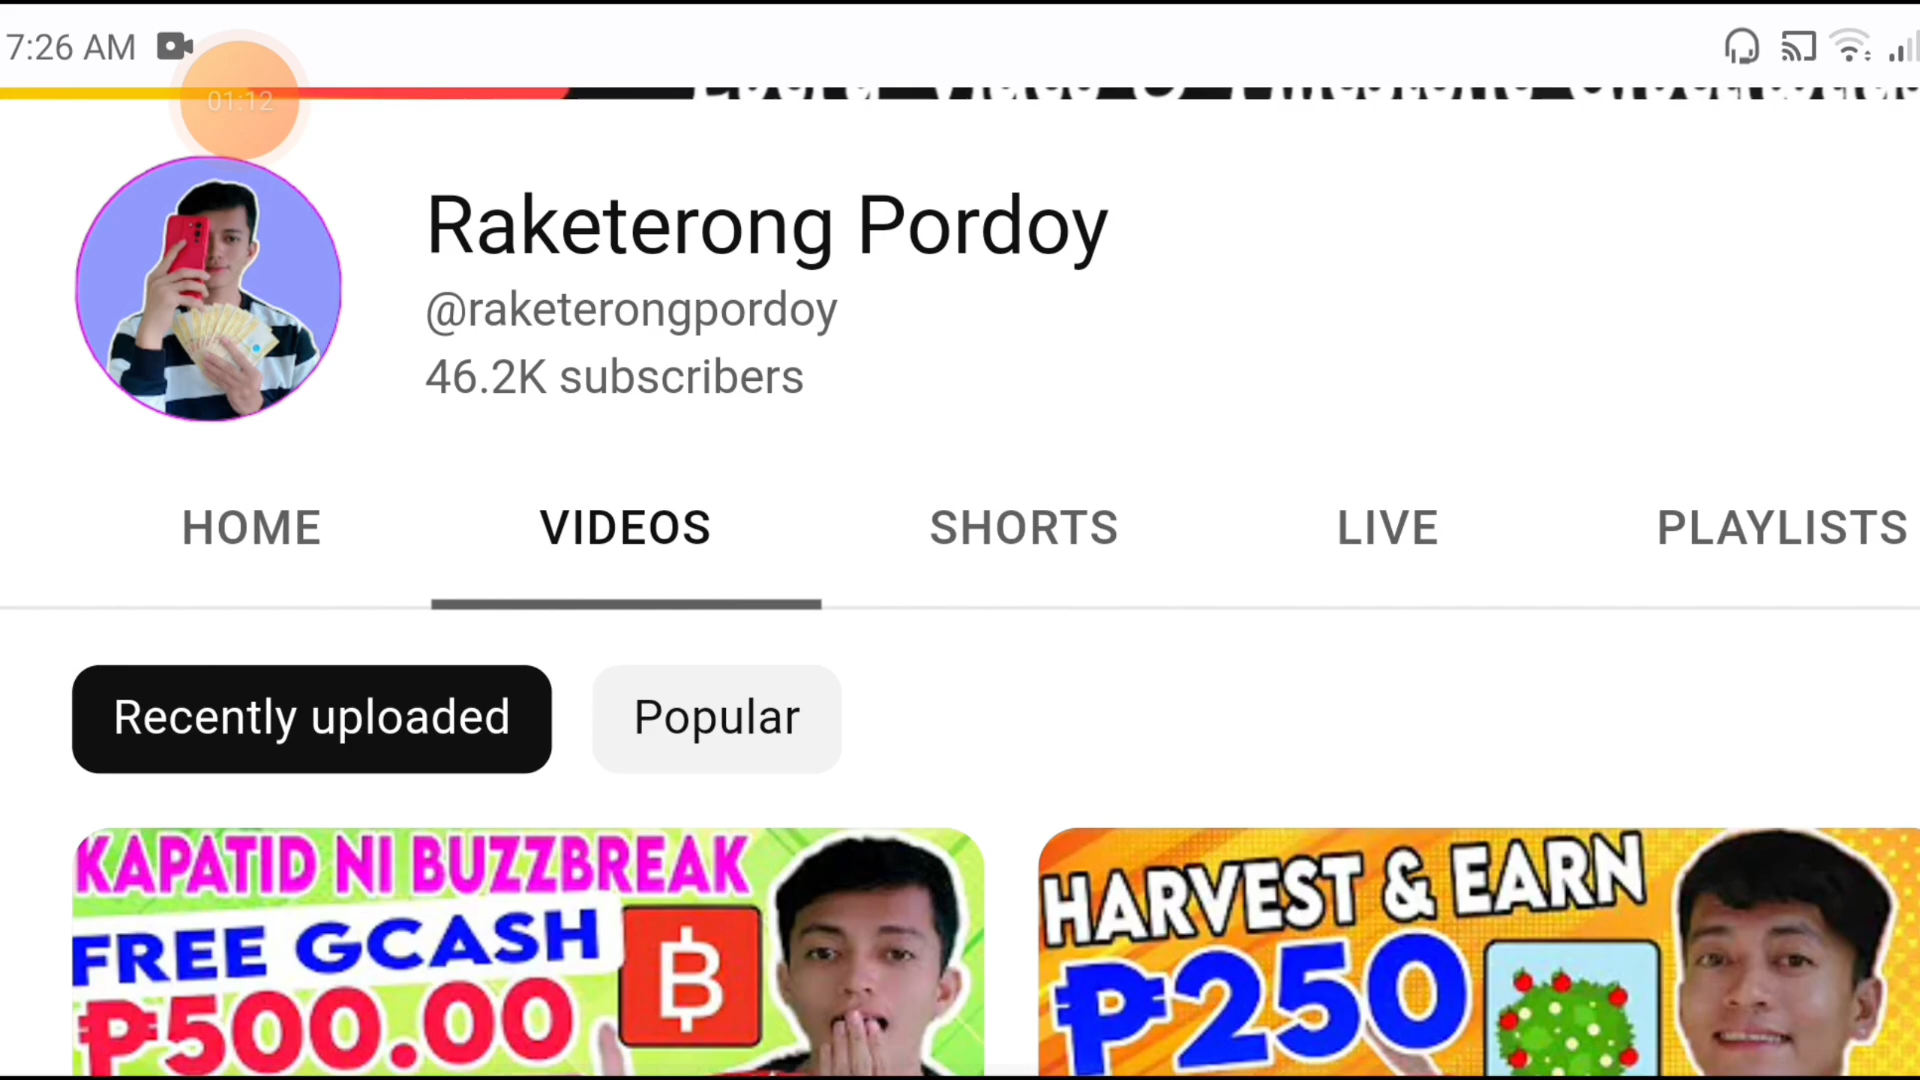 7:26 AM
01:12
Raketerong Pordoy
@raketerongpordoy
46.2K subscribers
HOME VIDEOS SHORTS LIVE PLAYLISTS
Recently uploaded Popular
KAPATID NI BUZZBREAK
FREE GCASH
₱500.00
HARVEST & EARN
₱250